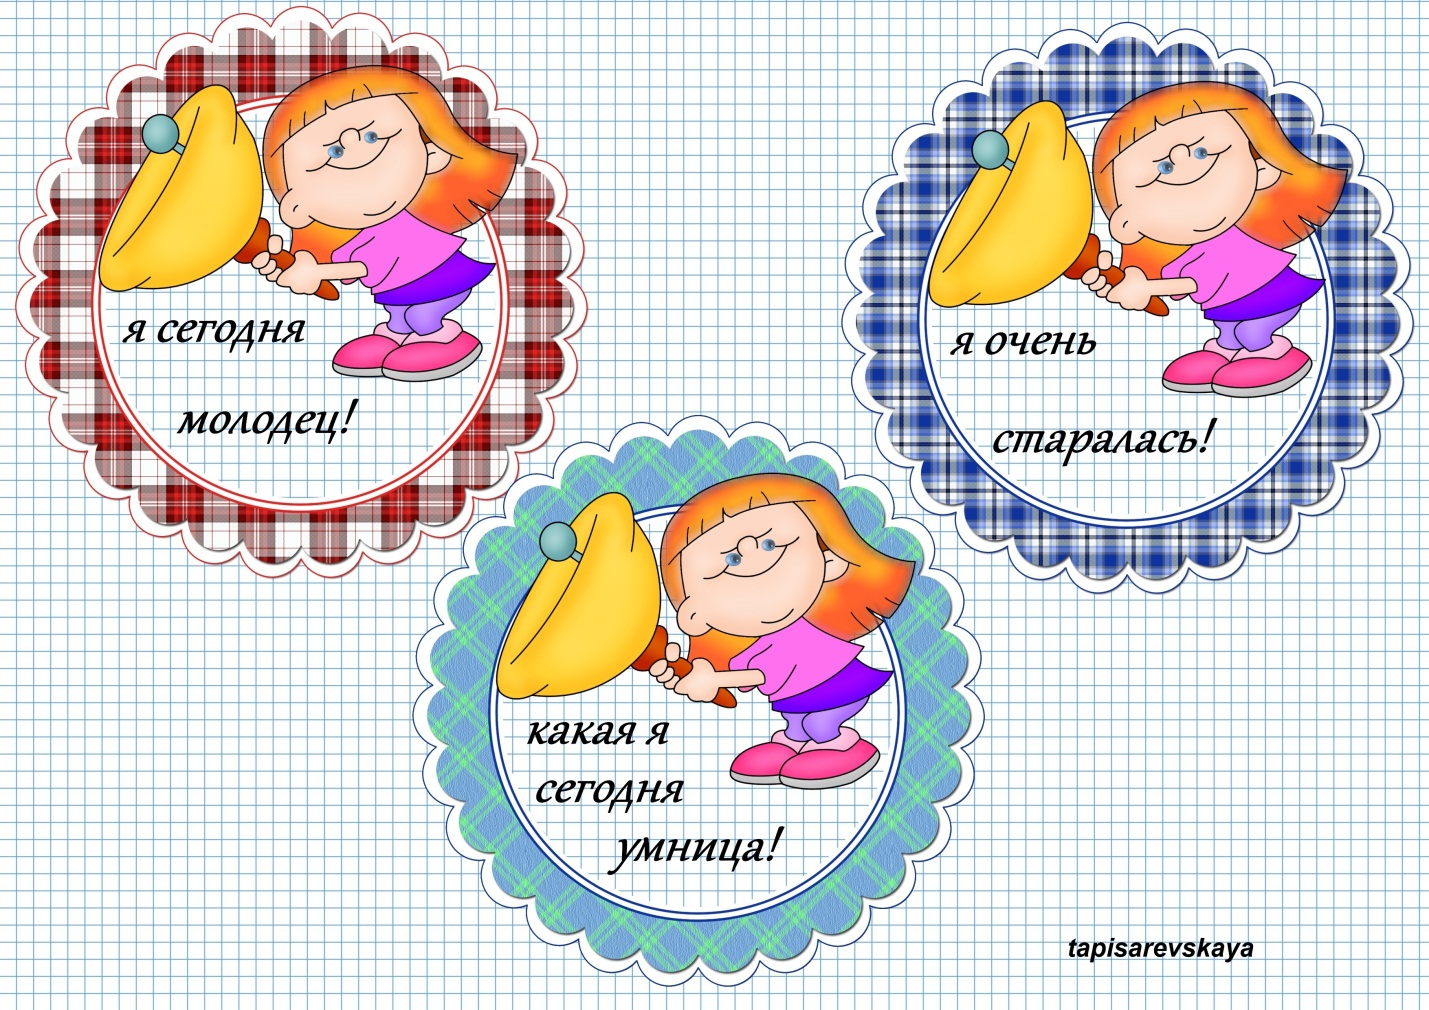 я сегодня
молодец!
я очень
старалась!
какая я
сегодня
умница!
tapisarevskaya